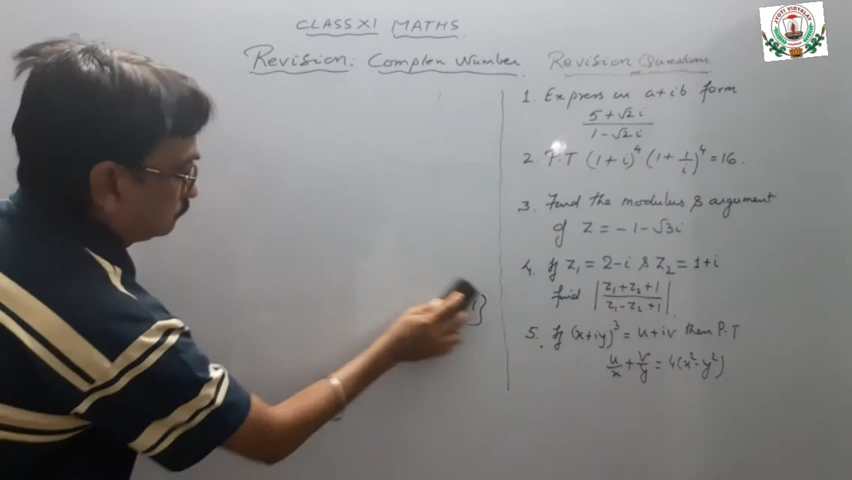 CLASS XI MATHS
Revision: Complex Number
Revision Question
1. Express in a+ib form
5+√2i
1-√2i
2. P.T (1+i)⁴ (1+1/i)⁴ = 16.
3. Find the modulus & argument
of Z = -1-√3i
4. If Z₁ = 2-i & Z₂ = 1+i
find |Z₁+Z₂+1 / Z₁-Z₂+1|
5. If (x+iy)³ = u+iv then P.T
u/x + v/y = 4(x²-y²)
JYOTI VIDYALAY